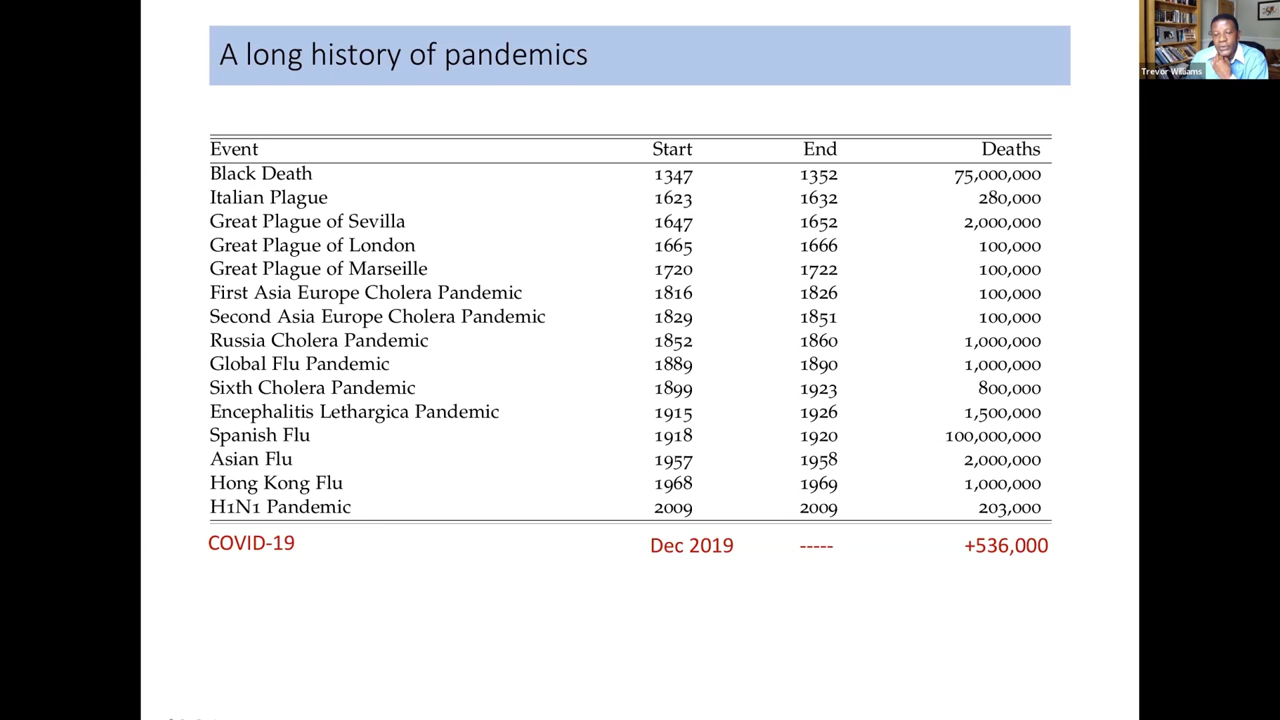 A long history of pandemics
Trevor Williams
Event Start End Deaths
Black Death 1347 1352 75,000,000
Italian Plague 1623 1632 280,000
Great Plague of Sevilla 1647 1652 2,000,000
Great Plague of London 1665 1666 100,000
Great Plague of Marseille 1720 1722 100,000
First Asia Europe Cholera Pandemic 1816 1826 100,000
Second Asia Europe Cholera Pandemic 1829 1851 100,000
Russia Cholera Pandemic 1852 1860 1,000,000
Global Flu Pandemic 1889 1890 1,000,000
Sixth Cholera Pandemic 1899 1923 800,000
Encephalitis Lethargica Pandemic 1915 1926 1,500,000
Spanish Flu 1918 1920 100,000,000
Asian Flu 1957 1958 2,000,000
Hong Kong Flu 1968 1969 1,000,000
H1N1 Pandemic 2009 2009 203,000
COVID-19 Dec 2019 ----- +536,000